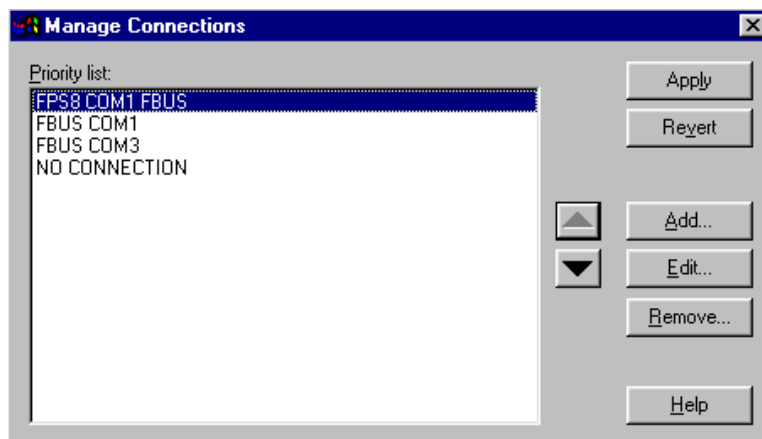 Manage Connections
Priority list:
FPS8 COM1 FBUS
FBUS COM1
FBUS COM3
NO CONNECTION
Apply
Revert
Add...
Edit...
Remove...
Help